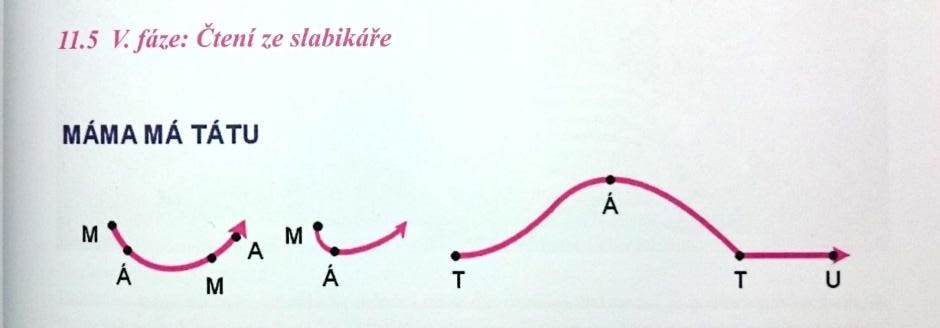 11.5 V. fáze: Čtení ze slabikáře
MÁMA MÁ TÁTU
M Á M A
M Á
T Á T U